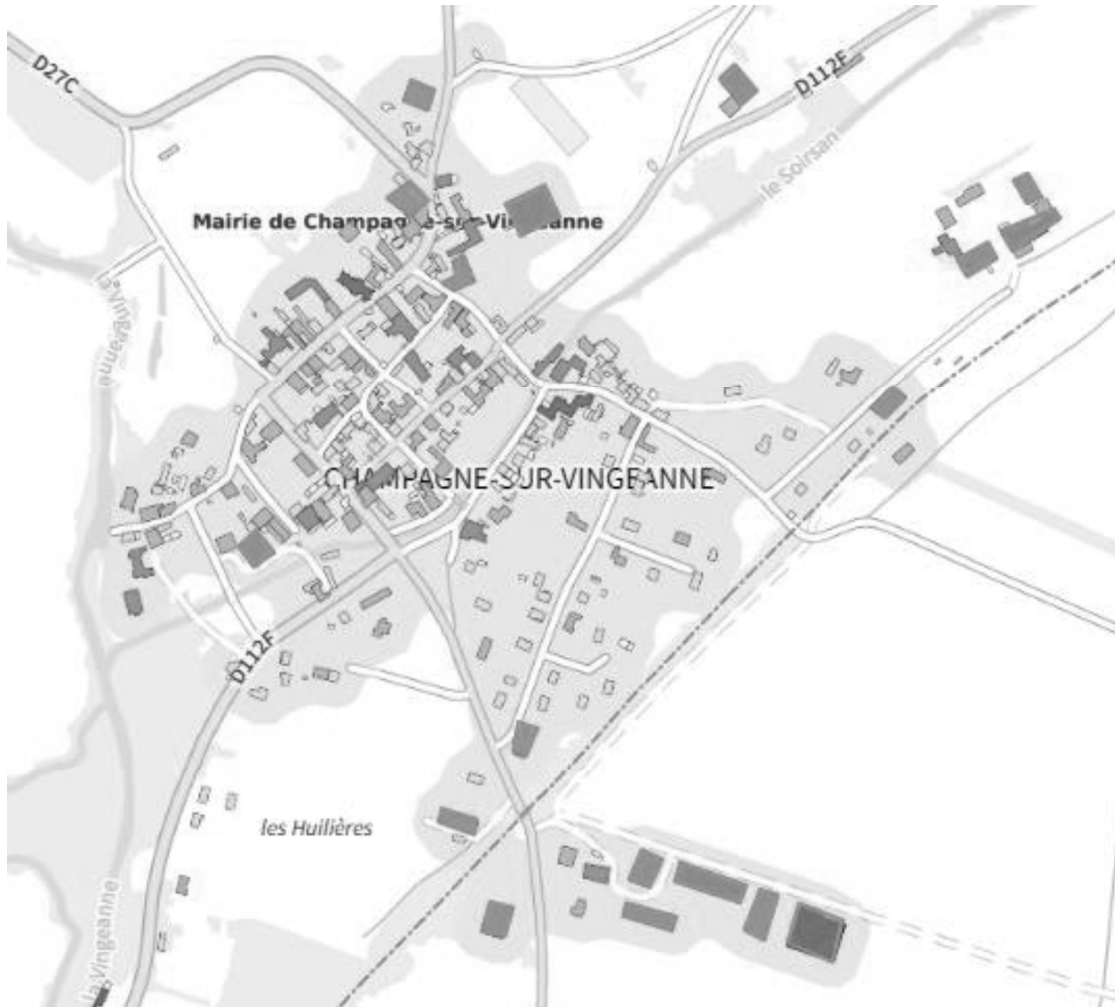 D27C
D112F
le Soirsan
Mairie de Champagne-sur-Vingeanne
la Vingeanne
CHAMPAGNE-SUR-VINGEANNE
D112F
les Huilières
la Vingeanne